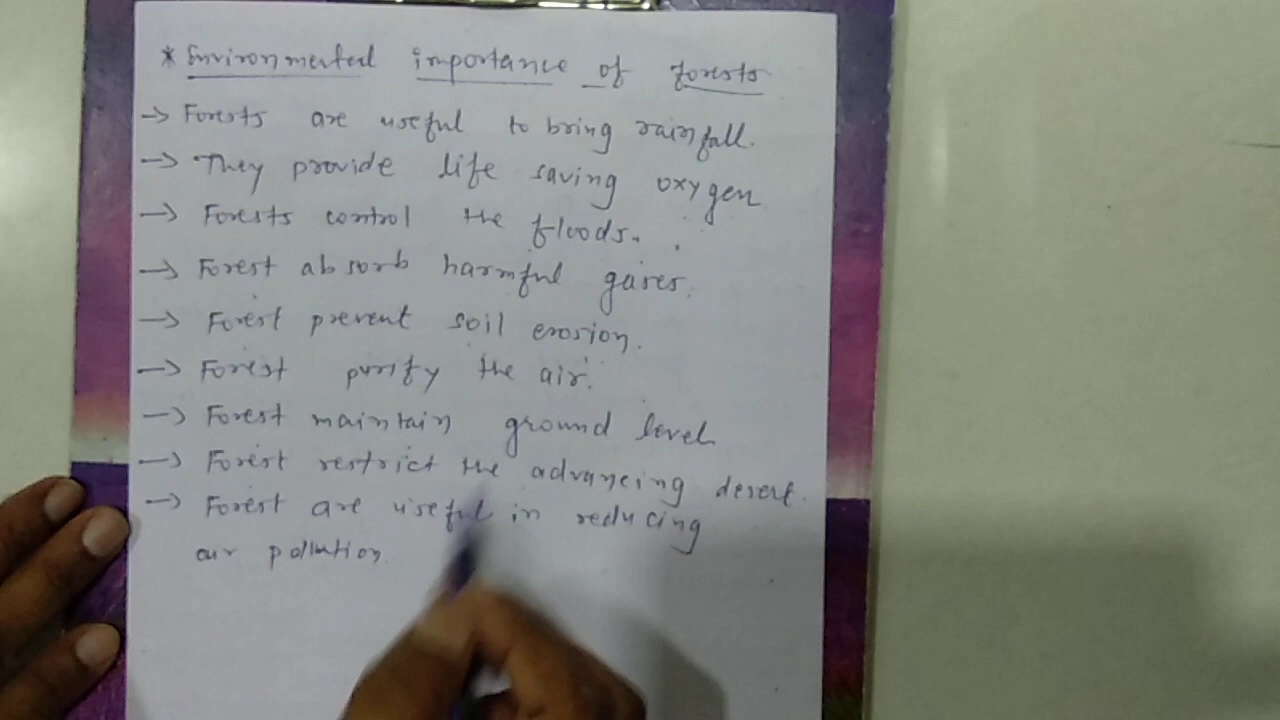 * Environmental importance of forests
→ Forests are useful to bring rainfall.
→ They provide life saving oxygen
→ Forests control the floods.
→ Forest absorb harmful gases.
→ Forest prevent soil erosion.
→ Forest purify the air.
→ Forest maintain ground level
→ Forest restrict the advancing desert.
→ Forest are useful in reducing
air pollution.